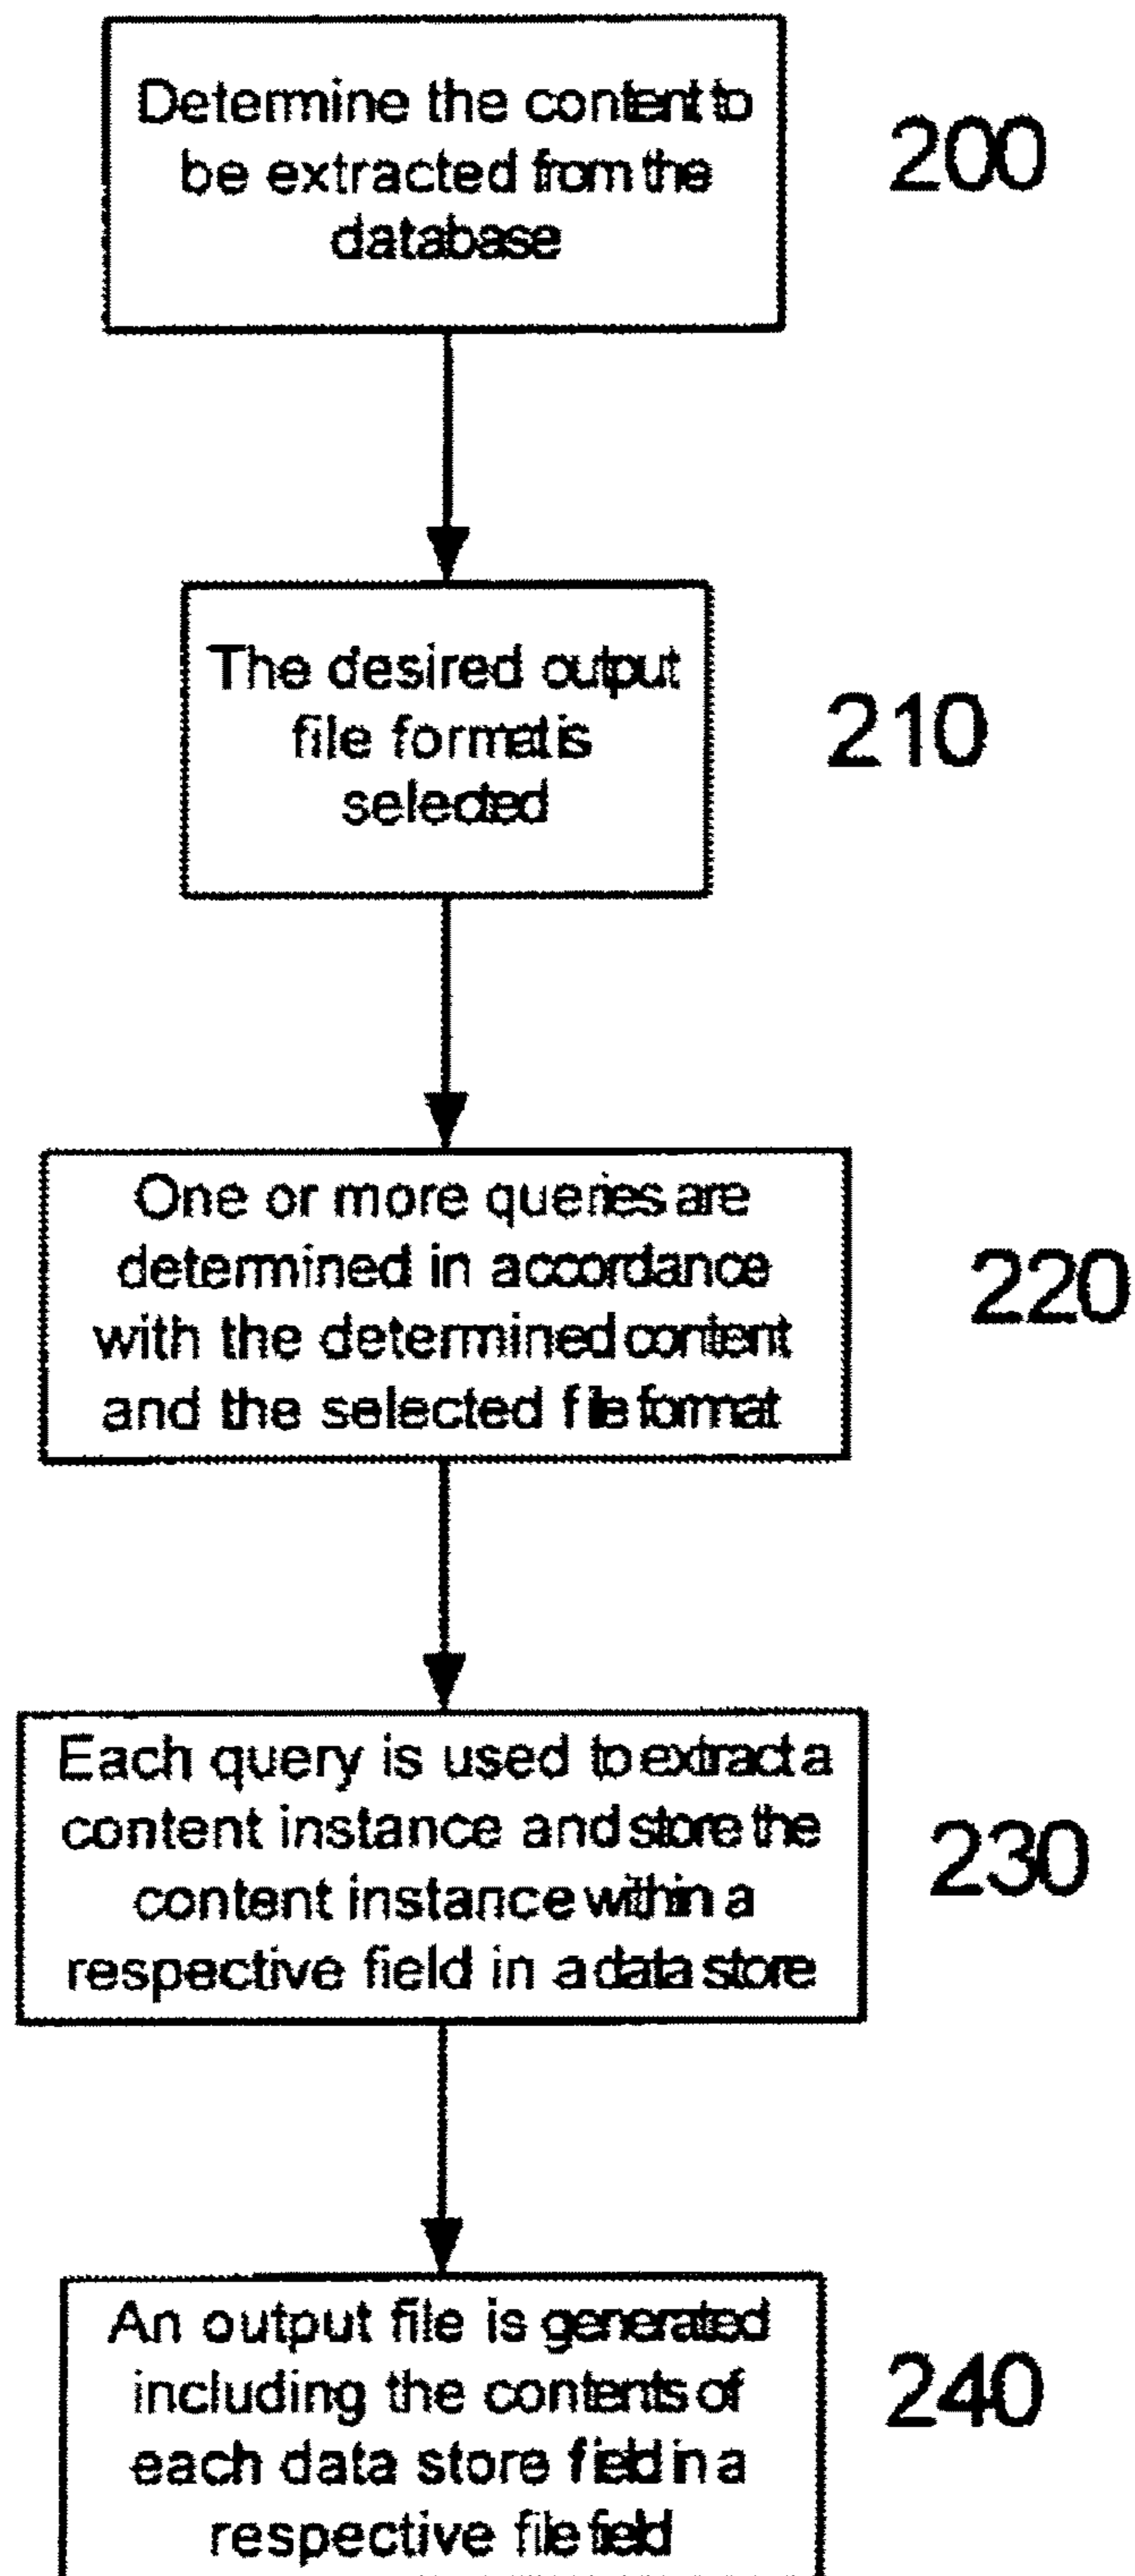 Determine the content to
be extracted from the
database
200
The desired output
file format is
selected
210
One or more queries are
determined in accordance
with the determined content
and the selected file format
220
Each query is used to extract a
content instance and store the
content instance within a
respective field in a data store
230
An output file is generated
including the contents of
each data store field in a
respective file field
240